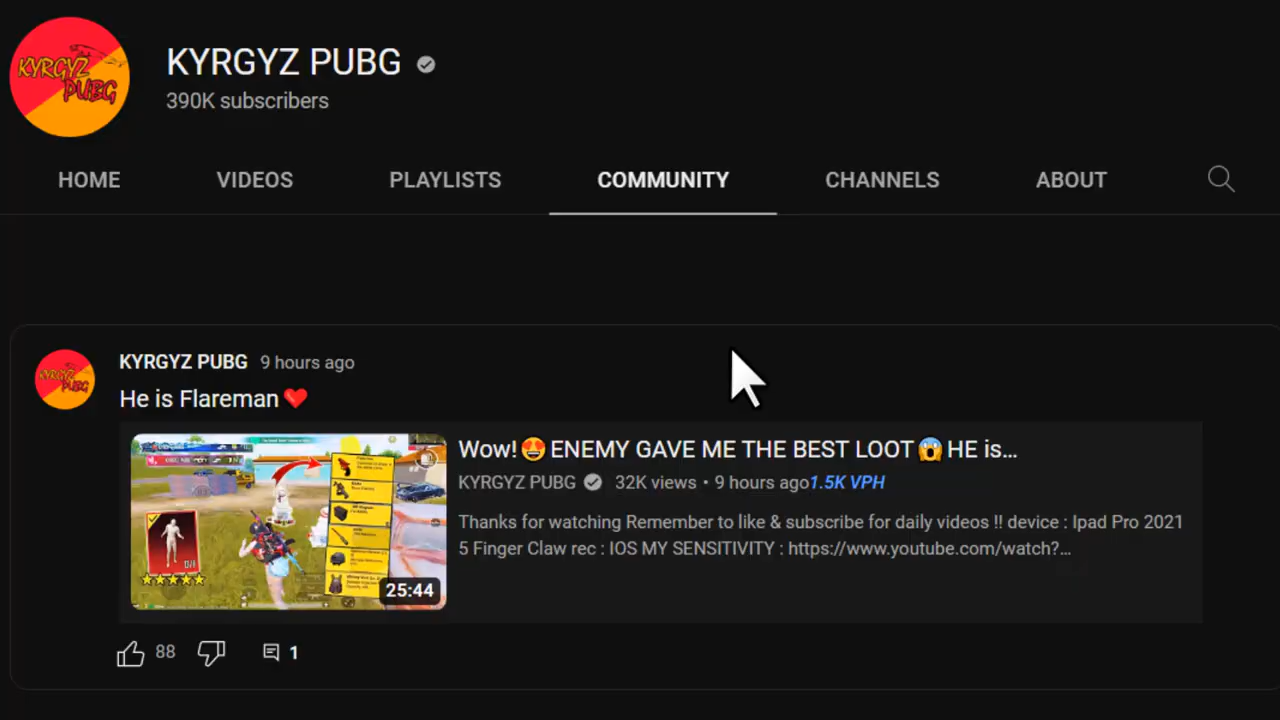 KYRGYZ PUBG
KYRGYZ PUBG
390K subscribers
HOME VIDEOS PLAYLISTS COMMUNITY CHANNELS ABOUT
KYRGYZ PUBG
KYRGYZ PUBG 9 hours ago
He is Flareman❤️
Wow!😍ENEMY GAVE ME THE BEST LOOT😱HE is...
KYRGYZ PUBG 32K views • 9 hours ago1.5K VPH
Thanks for watching Remember to like & subscribe for daily videos !! device : Ipad Pro 2021
5 Finger Claw rec : IOS MY SENSITIVITY : https://www.youtube.com/watch?...
25:44
88 1